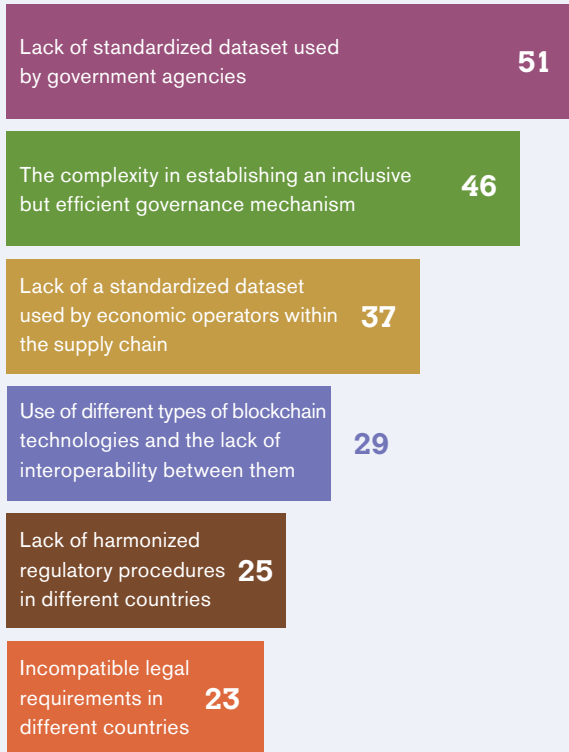 Lack of standardized dataset used
by government agencies
51
The complexity in establishing an inclusive
but efficient governance mechanism
46
Lack of a standardized dataset
used by economic operators within
the supply chain
37
Use of different types of blockchain
technologies and the lack of
interoperability between them
29
Lack of harmonized
regulatory procedures
in different countries
25
Incompatible legal
requirements in
different countries
23